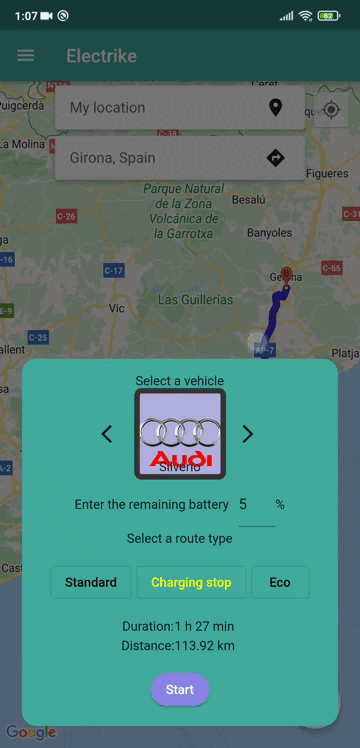 1:07
82
Electrike
Puigcerdà
My location
La Molina
Girona, Spain
Figueres
Parque Natural
de la Zona
Volcánica de
la Garrotxa
Besalú
C-26
C-31
Banyoles
-16
C-17
C-66
Gerona
E-9
Vic
Las Guillerías
C-25
AP-7
Platja
Select a vehicle
Audi
Silverio
Enter the remaining battery 5 %
Select a route type
A-2
Standard
Charging stop
Eco
Duration:1 h 27 min
Distance:113.92 km
Start
Google